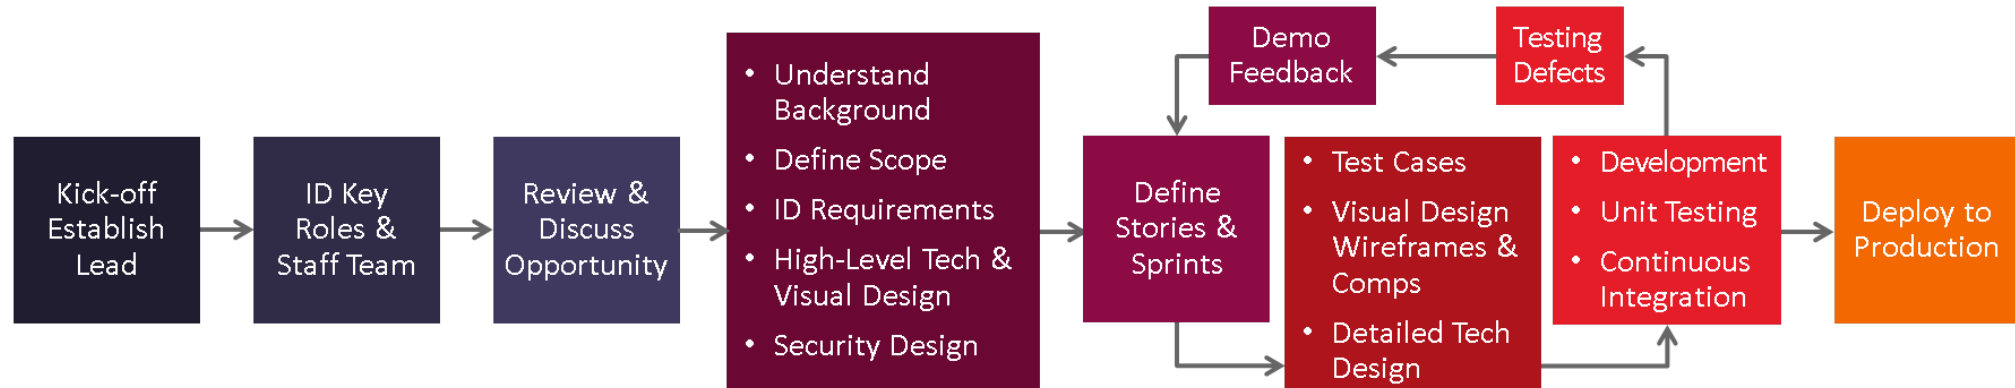 Kick-off
Establish
Lead
ID Key
Roles &
Staff Team
Review &
Discuss
Opportunity
• Understand
Background
• Define Scope
• ID Requirements
• High-Level Tech &
Visual Design
• Security Design
Define
Stories &
Sprints
• Test Cases
• Visual Design
Wireframes &
Comps
• Detailed Tech
Design
• Development
• Unit Testing
• Continuous
Integration
Testing
Defects
Demo
Feedback
Deploy to
Production